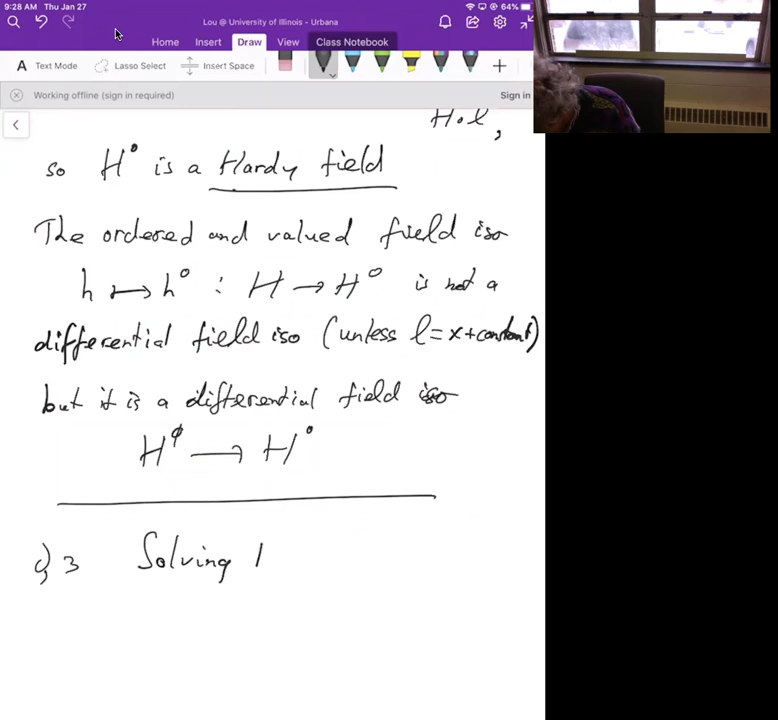 9:28 AM Thu Jan 27
64%
Lou @ University of Illinois - Urbana
Home Insert Draw View Class Notebook
A Text Mode Lasso Select Insert Space
Working offline (sign in required) Sign in
H∘l,
so H° is a Hardy field
The ordered and valued field iso
h ↦ h° : H → H° is not a
differential field iso (unless l = x+constant)
but it is a differential field iso
H^ϕ → H°
3 Solving